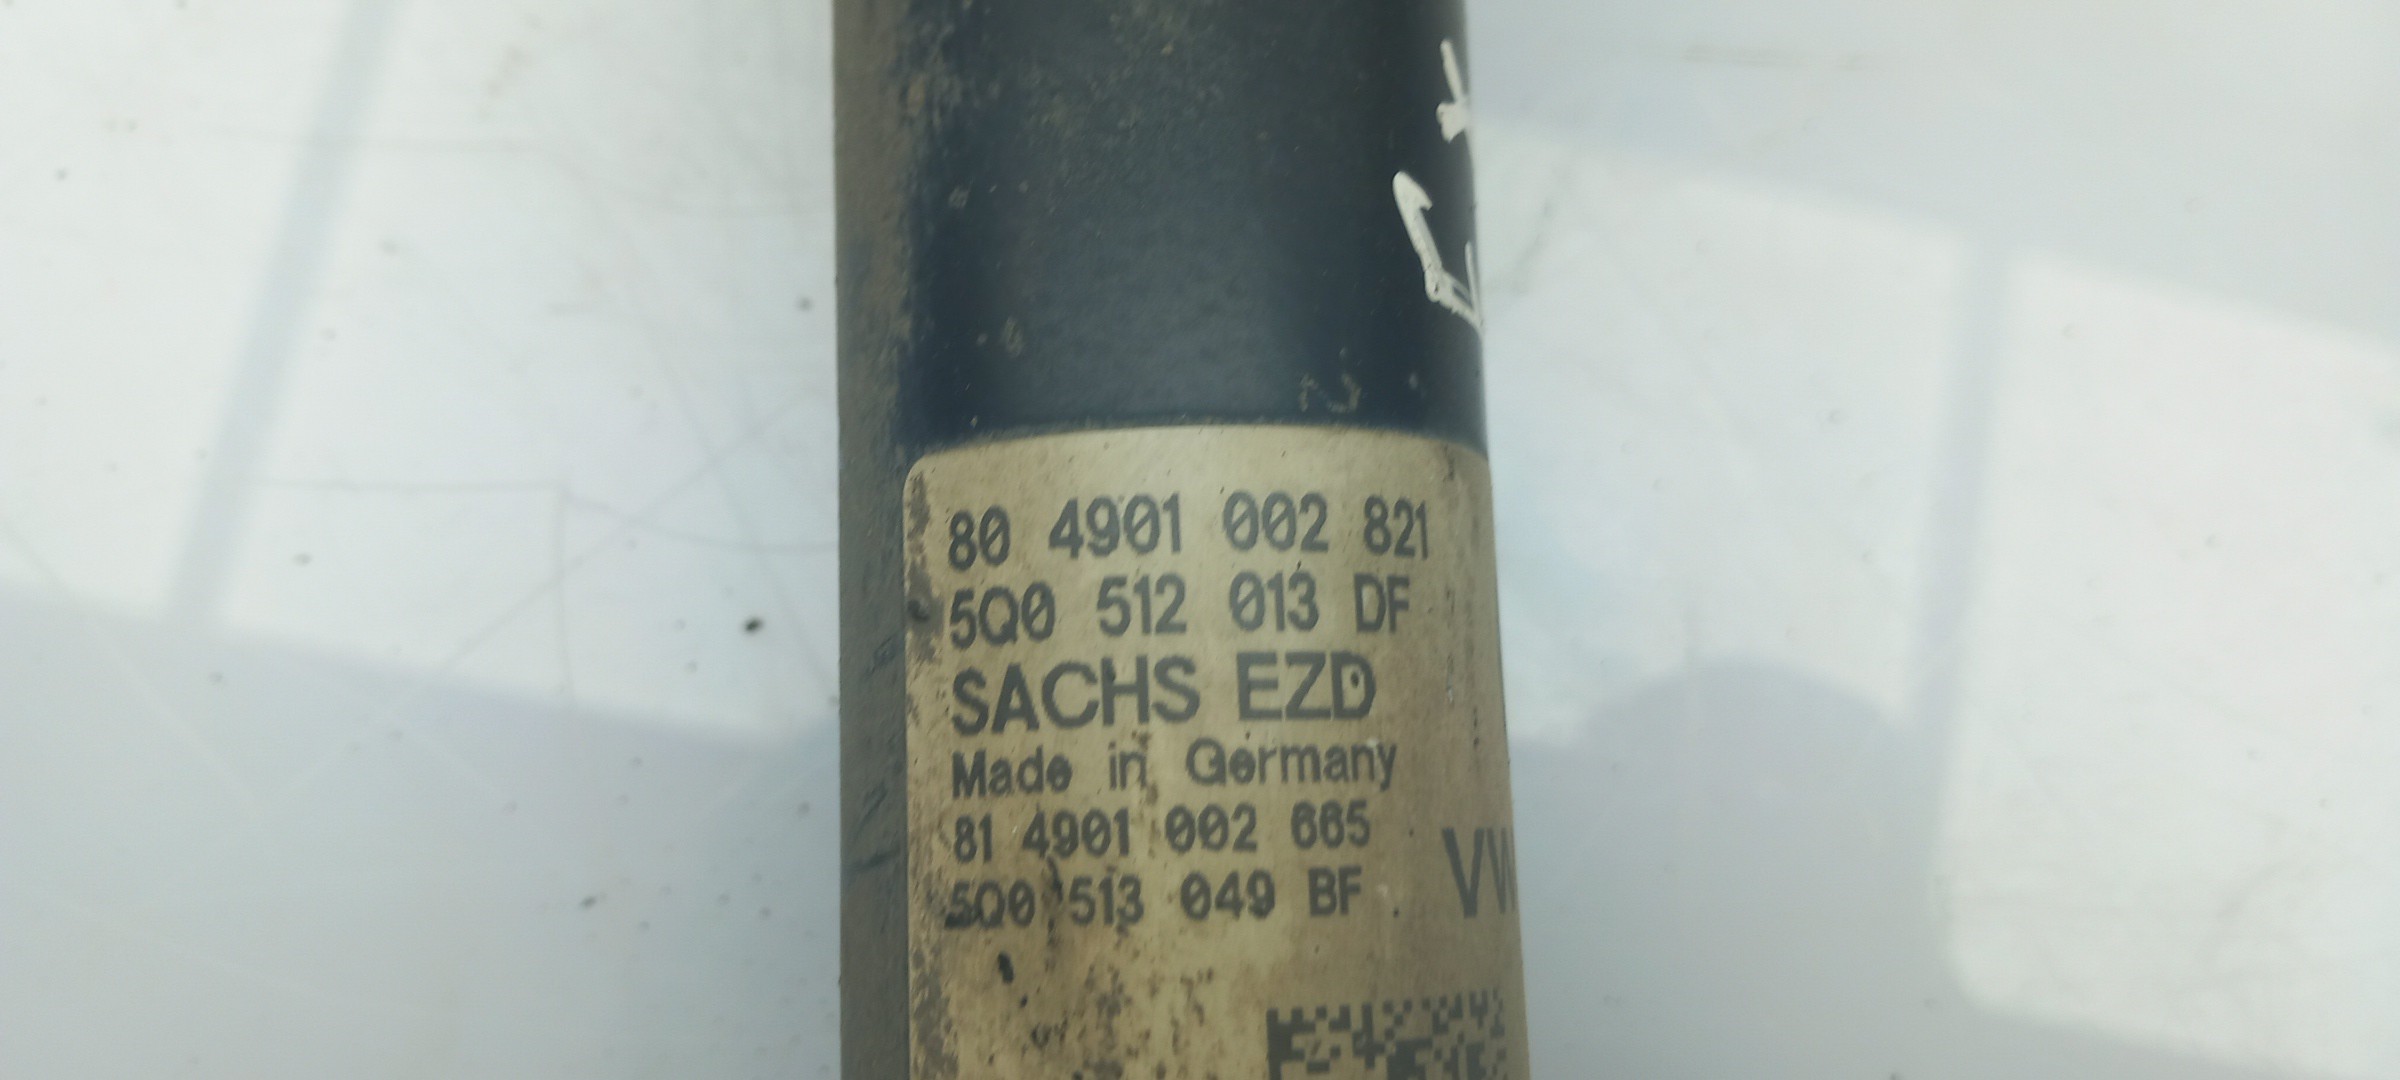 80 4901 002 821
5Q0 512 013 DF
SACHS EZD
Made in Germany
81 4901 002 665
5Q0 513 049 BF
VW